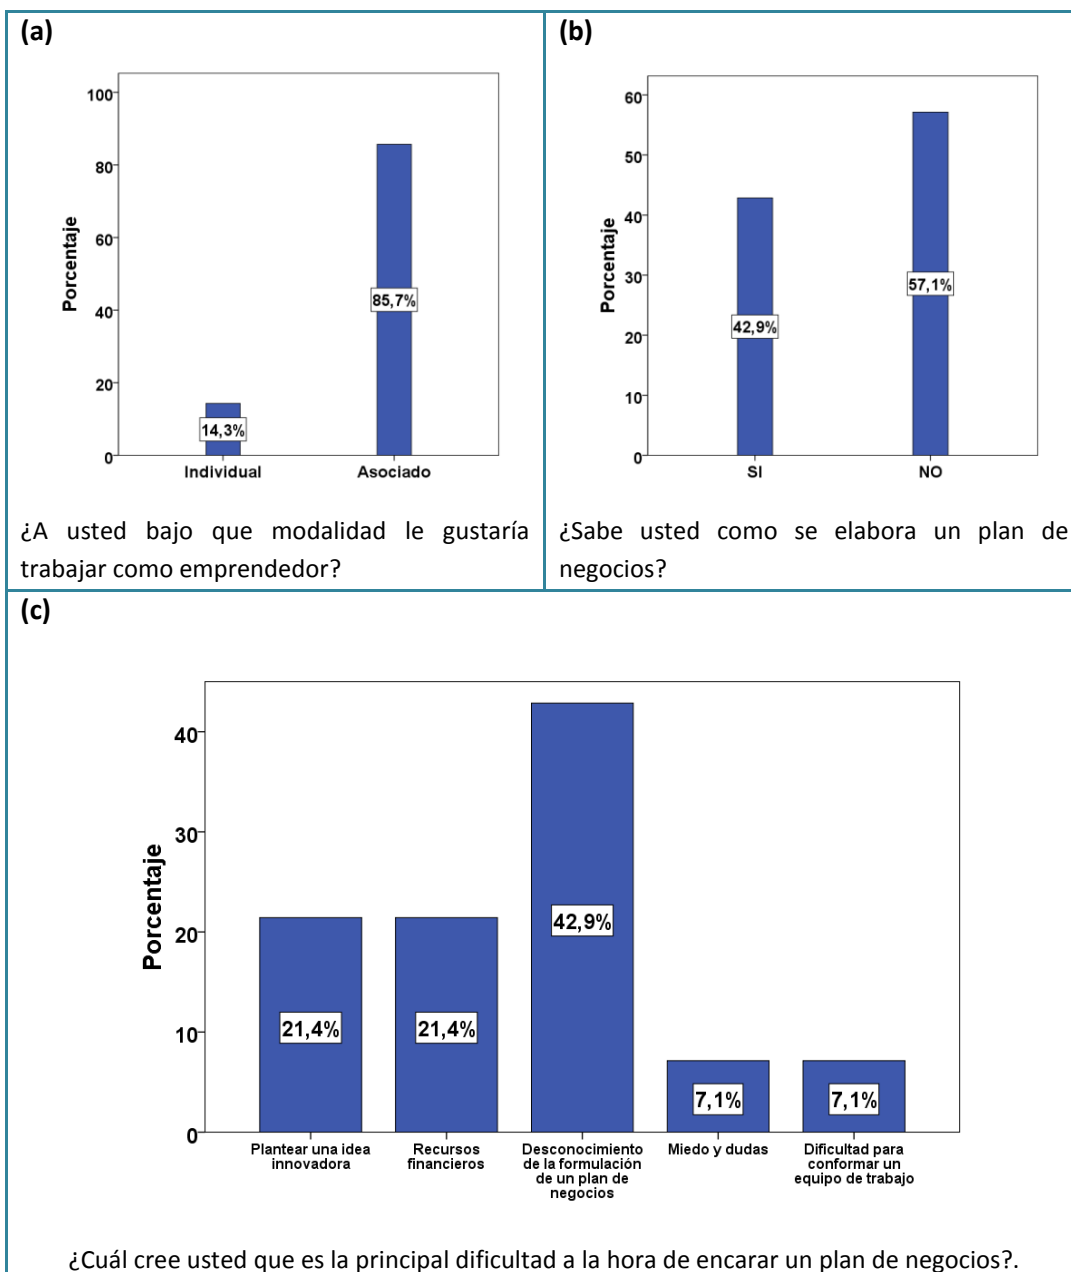 (a)
100
80
60
40
20
0
Porcentaje
85,7%
14,3%
Individual
Asociado
¿A usted bajo que modalidad le gustaría
trabajar como emprendedor?
(b)
60
50
40
30
20
10
0
Porcentaje
57,1%
42,9%
SI
NO
¿Sabe usted como se elabora un plan de
negocios?
(c)
40
30
20
10
0
Porcentaje
42,9%
21,4%
21,4%
7,1%
7,1%
Plantear una idea
innovadora
Recursos
financieros
Desconocimiento
de la formulación
de un plan de
negocios
Miedo y dudas
Dificultad para
conformar un
equipo de trabajo
¿Cuál cree usted que es la principal dificultad a la hora de encarar un plan de negocios?.